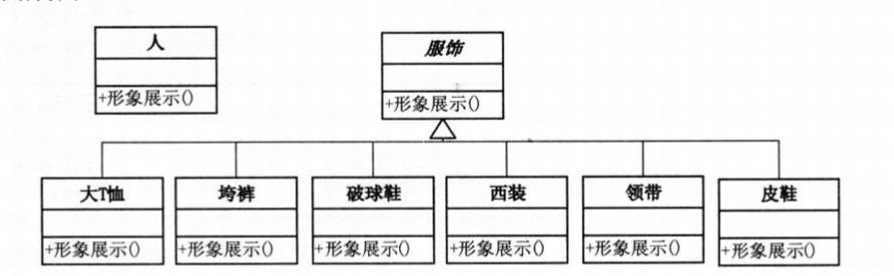 人
+形象展示()
服饰
+形象展示()
大T恤
+形象展示()
垮裤
+形象展示()
破球鞋
+形象展示()
西装
+形象展示()
领带
+形象展示()
皮鞋
+形象展示()